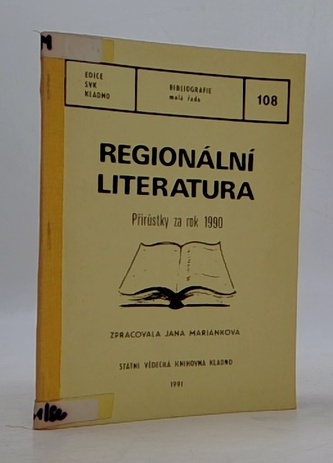 EDICE
SVK
KLADNO
BIBLIOGRAFIE
malá řada
108
REGIONÁLNÍ
LITERATURA
Přírůstky za rok 1990
ZPRACOVALA JANA MARIÁNKOVÁ
STÁTNÍ VĚDECKÁ KNIHOVNA KLADNO
1991